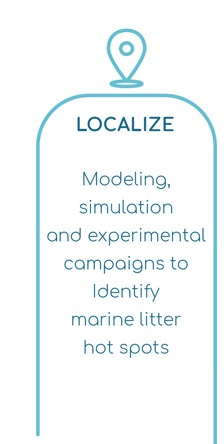 LOCALIZE
Modeling,
simulation
and experimental
campaigns to
Identify
marine litter
hot spots